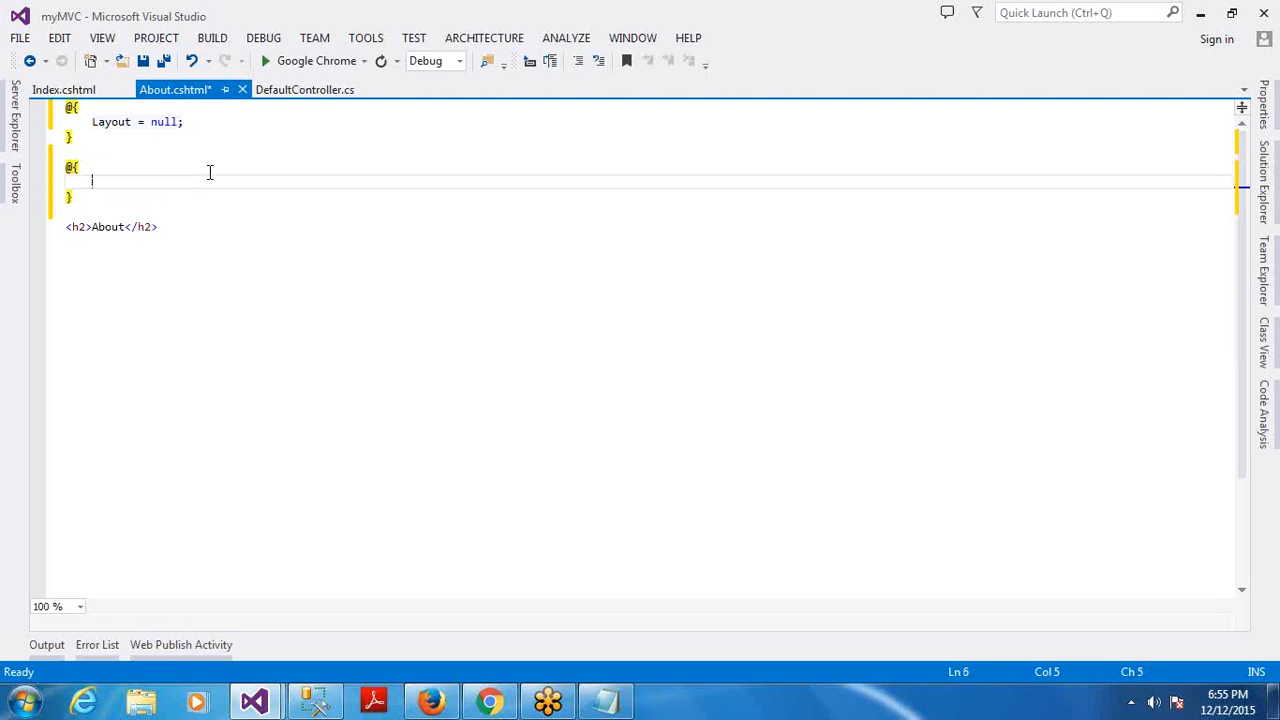 myMVC - Microsoft Visual Studio
Quick Launch (Ctrl+Q)
FILE EDIT VIEW PROJECT BUILD DEBUG TEAM TOOLS TEST ARCHITECTURE ANALYZE WINDOW HELP
Sign in
Google Chrome Debug
Index.cshtml About.cshtml* DefaultController.cs
@{
Layout = null;
}
@{
}
<h2>About</h2>
Server Explorer
Toolbox
Properties
Solution Explorer
Team Explorer
Class View
Code Analysis
100 %
Output Error List Web Publish Activity
Ready Ln 6 Col 5 Ch 5 INS
6:55 PM
12/12/2015